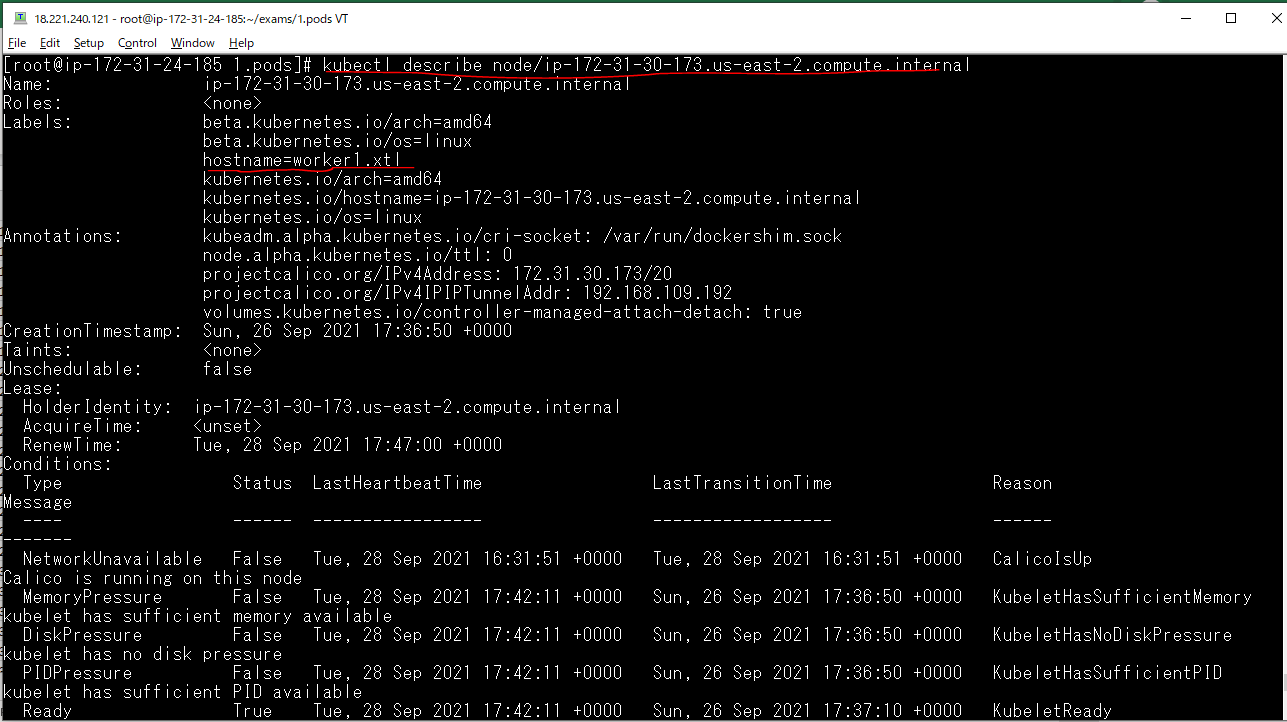 18.221.240.121 - root@ip-172-31-24-185:~/exams/1.pods VT
File Edit Setup Control Window Help
[root@ip-172-31-24-185 1.pods]# kubectl describe node/ip-172-31-30-173.us-east-2.compute.internal
Name: ip-172-31-30-173.us-east-2.compute.internal
Roles: <none>
Labels: beta.kubernetes.io/arch=amd64
beta.kubernetes.io/os=linux
hostname=worker1.xtl
kubernetes.io/arch=amd64
kubernetes.io/hostname=ip-172-31-30-173.us-east-2.compute.internal
kubernetes.io/os=linux
Annotations: kubeadm.alpha.kubernetes.io/cri-socket: /var/run/dockershim.sock
node.alpha.kubernetes.io/ttl: 0
projectcalico.org/IPv4Address: 172.31.30.173/20
projectcalico.org/IPv4IPIPTunnelAddr: 192.168.109.192
volumes.kubernetes.io/controller-managed-attach-detach: true
CreationTimestamp: Sun, 26 Sep 2021 17:36:50 +0000
Taints: <none>
Unschedulable: false
Lease:
HolderIdentity: ip-172-31-30-173.us-east-2.compute.internal
AcquireTime: <unset>
RenewTime: Tue, 28 Sep 2021 17:47:00 +0000
Conditions:
Type Status LastHeartbeatTime LastTransitionTime Reason
Message
---- ------ ----------------- ------------------ ------
-------
NetworkUnavailable False Tue, 28 Sep 2021 16:31:51 +0000 Tue, 28 Sep 2021 16:31:51 +0000 CalicoIsUp
Calico is running on this node
MemoryPressure False Tue, 28 Sep 2021 17:42:11 +0000 Sun, 26 Sep 2021 17:36:50 +0000 KubeletHasSufficientMemory
kubelet has sufficient memory available
DiskPressure False Tue, 28 Sep 2021 17:42:11 +0000 Sun, 26 Sep 2021 17:36:50 +0000 KubeletHasNoDiskPressure
kubelet has no disk pressure
PIDPressure False Tue, 28 Sep 2021 17:42:11 +0000 Sun, 26 Sep 2021 17:36:50 +0000 KubeletHasSufficientPID
kubelet has sufficient PID available
Ready True Tue, 28 Sep 2021 17:42:11 +0000 Sun, 26 Sep 2021 17:37:10 +0000 KubeletReady